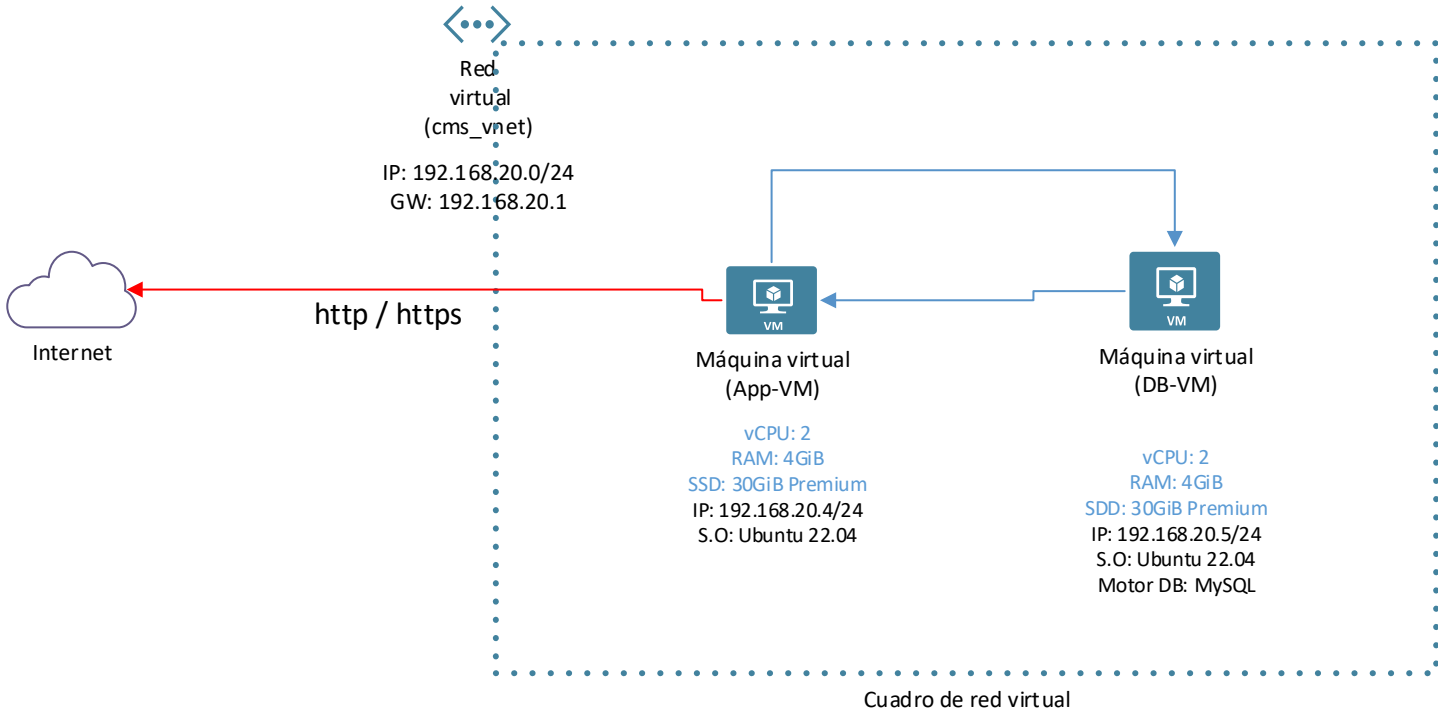 Red
virtual
(cms_vnet)
IP: 192.168.20.0/24
GW: 192.168.20.1
Internet
http / https
VM
Máquina virtual
(App-VM)
vCPU: 2
RAM: 4GiB
SSD: 30GiB Premium
IP: 192.168.20.4/24
S.O: Ubuntu 22.04
VM
Máquina virtual
(DB-VM)
vCPU: 2
RAM: 4GiB
SDD: 30GiB Premium
IP: 192.168.20.5/24
S.O: Ubuntu 22.04
Motor DB: MySQL
Cuadro de red virtual